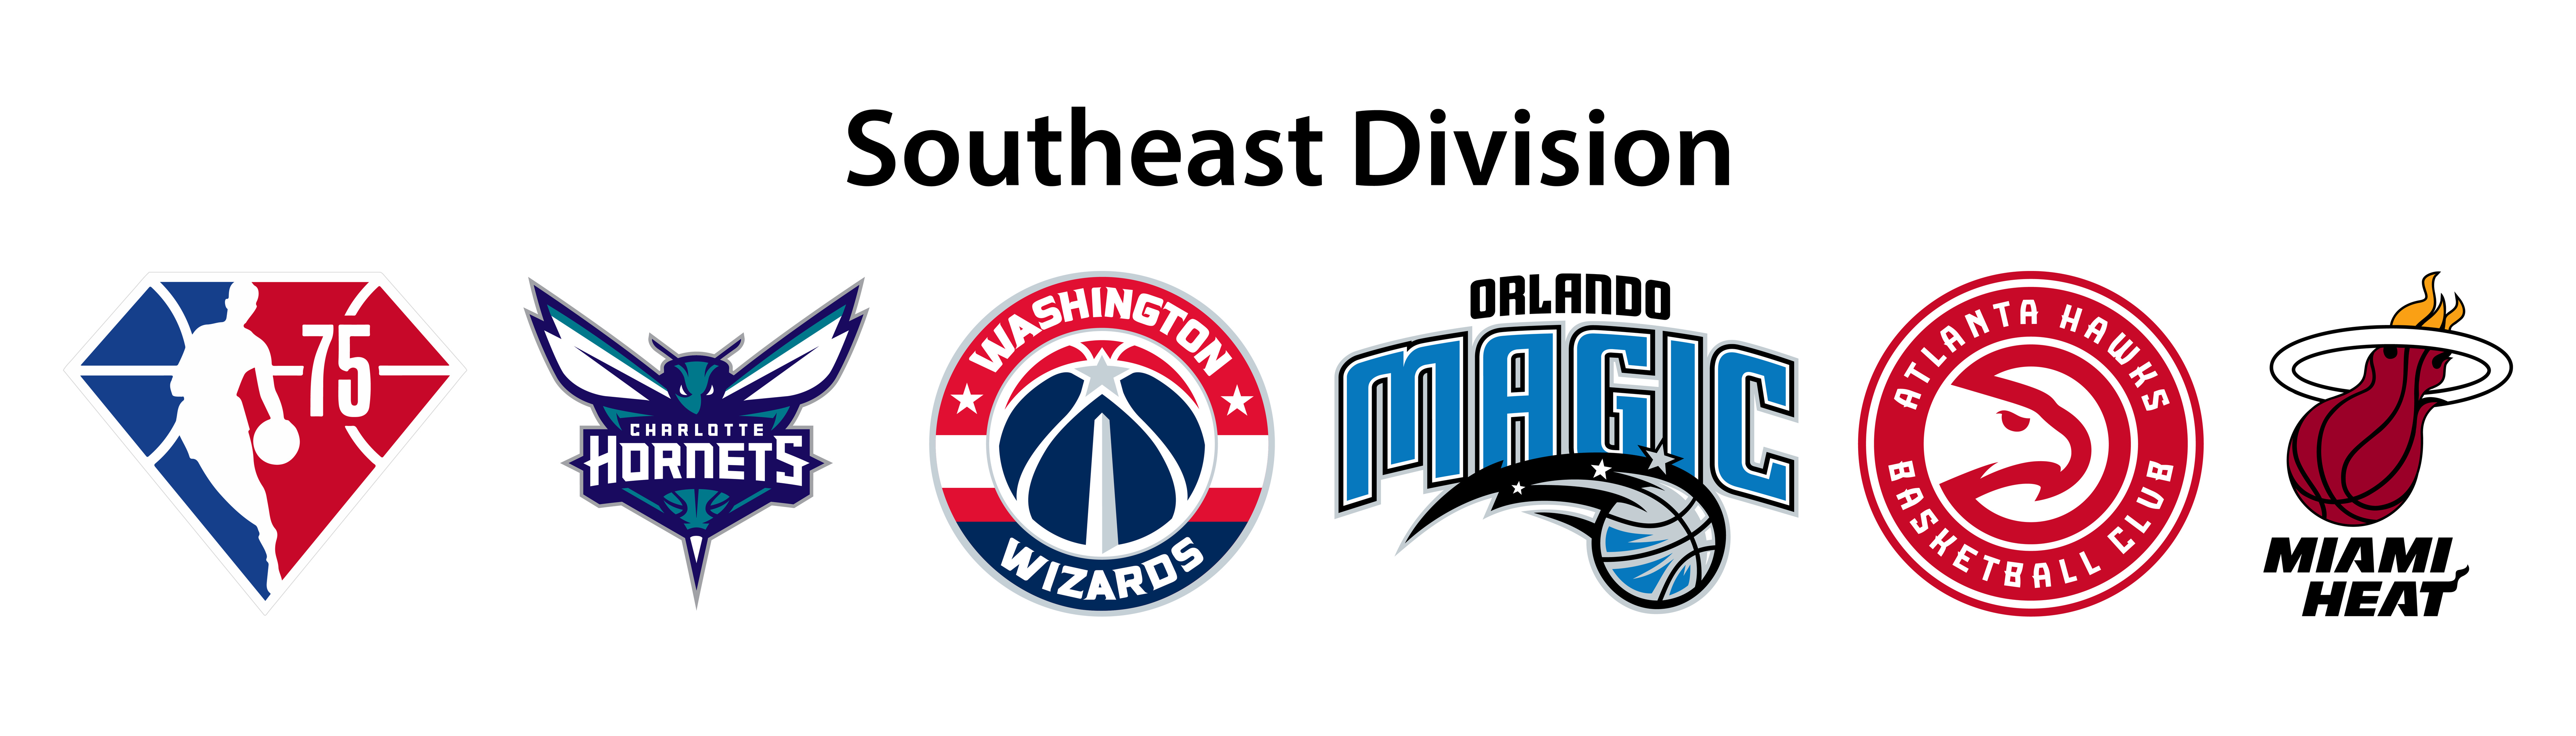 Southeast Division
75
CHARLOTTE
HORNETS
WASHINGTON
WIZARDS
ORLANDO
MAGIC
ATLANTA HAWKS
BASKETBALL CLUB
MIAMI
HEAT